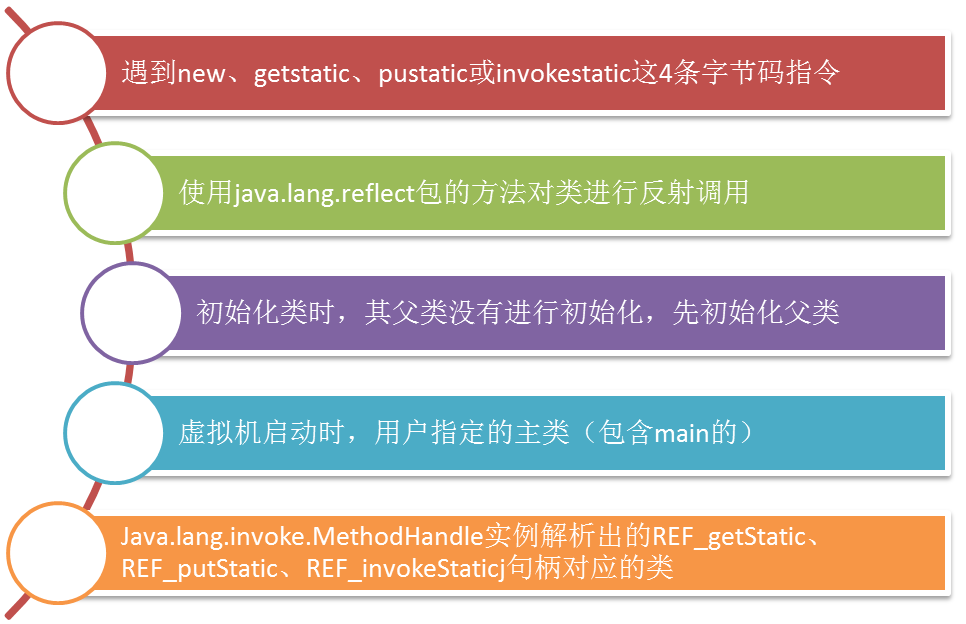 遇到new、getstatic、pustatic或invokestatic这4条字节码指令
使用java.lang.reflect包的方法对类进行反射调用
初始化类时，其父类没有进行初始化，先初始化父类
虚拟机启动时，用户指定的主类（包含main的）
Java.lang.invoke.MethodHandle实例解析出的REF_getStatic、
REF_putStatic、REF_invokeStaticj句柄对应的类